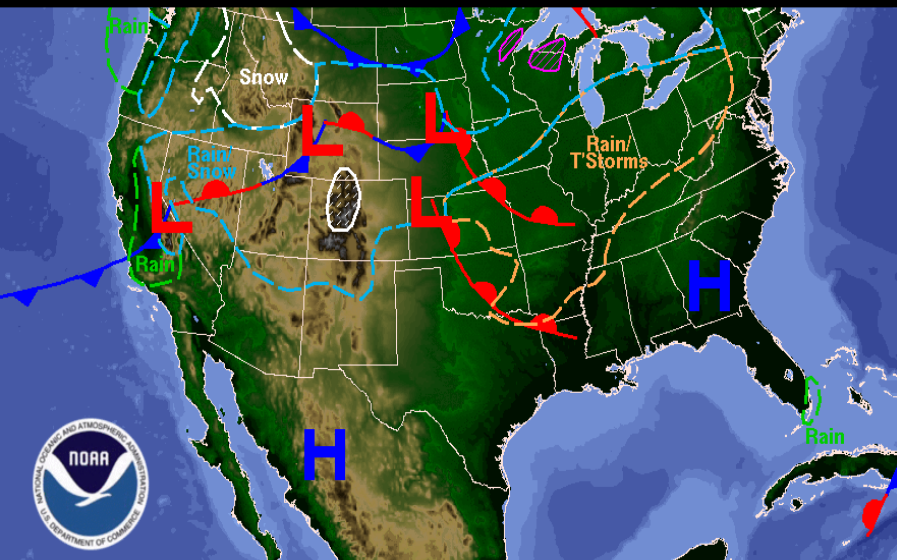 Rain
Snow
L
L
Rain/
Snow
Rain/
T'Storms
L
L
Rain
H
H
Rain
NOAA
NATIONAL OCEANIC AND ATMOSPHERIC ADMINISTRATION
U.S. DEPARTMENT OF COMMERCE